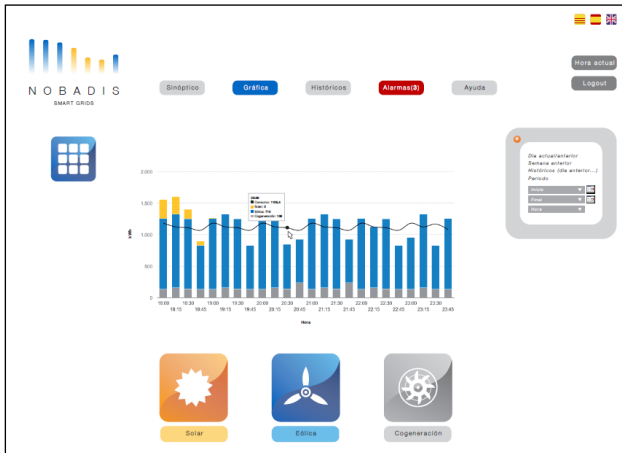 NOBADIS
SMART GRIDS
Sinóptico
Gráfica
Históricos
Alarmas(3)
Ayuda
Hora actual
Logout
Día actual/anterior
Semana anterior
Históricos (día anterior...)
Periodo
Inicio
Final
Hora
2.000
1.500
1.000
500
0
kWh
18:00 18:30 19:00 19:30 20:00 20:30 21:00 21:30 22:00 22:30 23:00 23:30
18:15 18:45 19:15 19:45 20:15 20:45 21:15 21:45 22:15 22:45 23:15 23:45
Hora
Solar
Eólica
Cogeneración